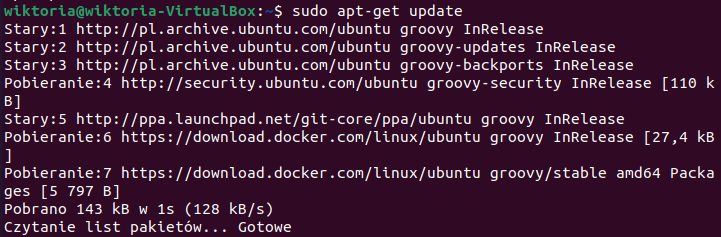 wiktoria@wiktoria-VirtualBox:~$ sudo apt-get update
Stary:1 http://pl.archive.ubuntu.com/ubuntu groovy InRelease
Stary:2 http://pl.archive.ubuntu.com/ubuntu groovy-updates InRelease
Stary:3 http://pl.archive.ubuntu.com/ubuntu groovy-backports InRelease
Pobieranie:4 http://security.ubuntu.com/ubuntu groovy-security InRelease [110 k
B]
Stary:5 http://ppa.launchpad.net/git-core/ppa/ubuntu groovy InRelease
Pobieranie:6 https://download.docker.com/linux/ubuntu groovy InRelease [27,4 kB
]
Pobieranie:7 https://download.docker.com/linux/ubuntu groovy/stable amd64 Packa
ges [5 797 B]
Pobrano 143 kB w 1s (128 kB/s)
Czytanie list pakietów... Gotowe